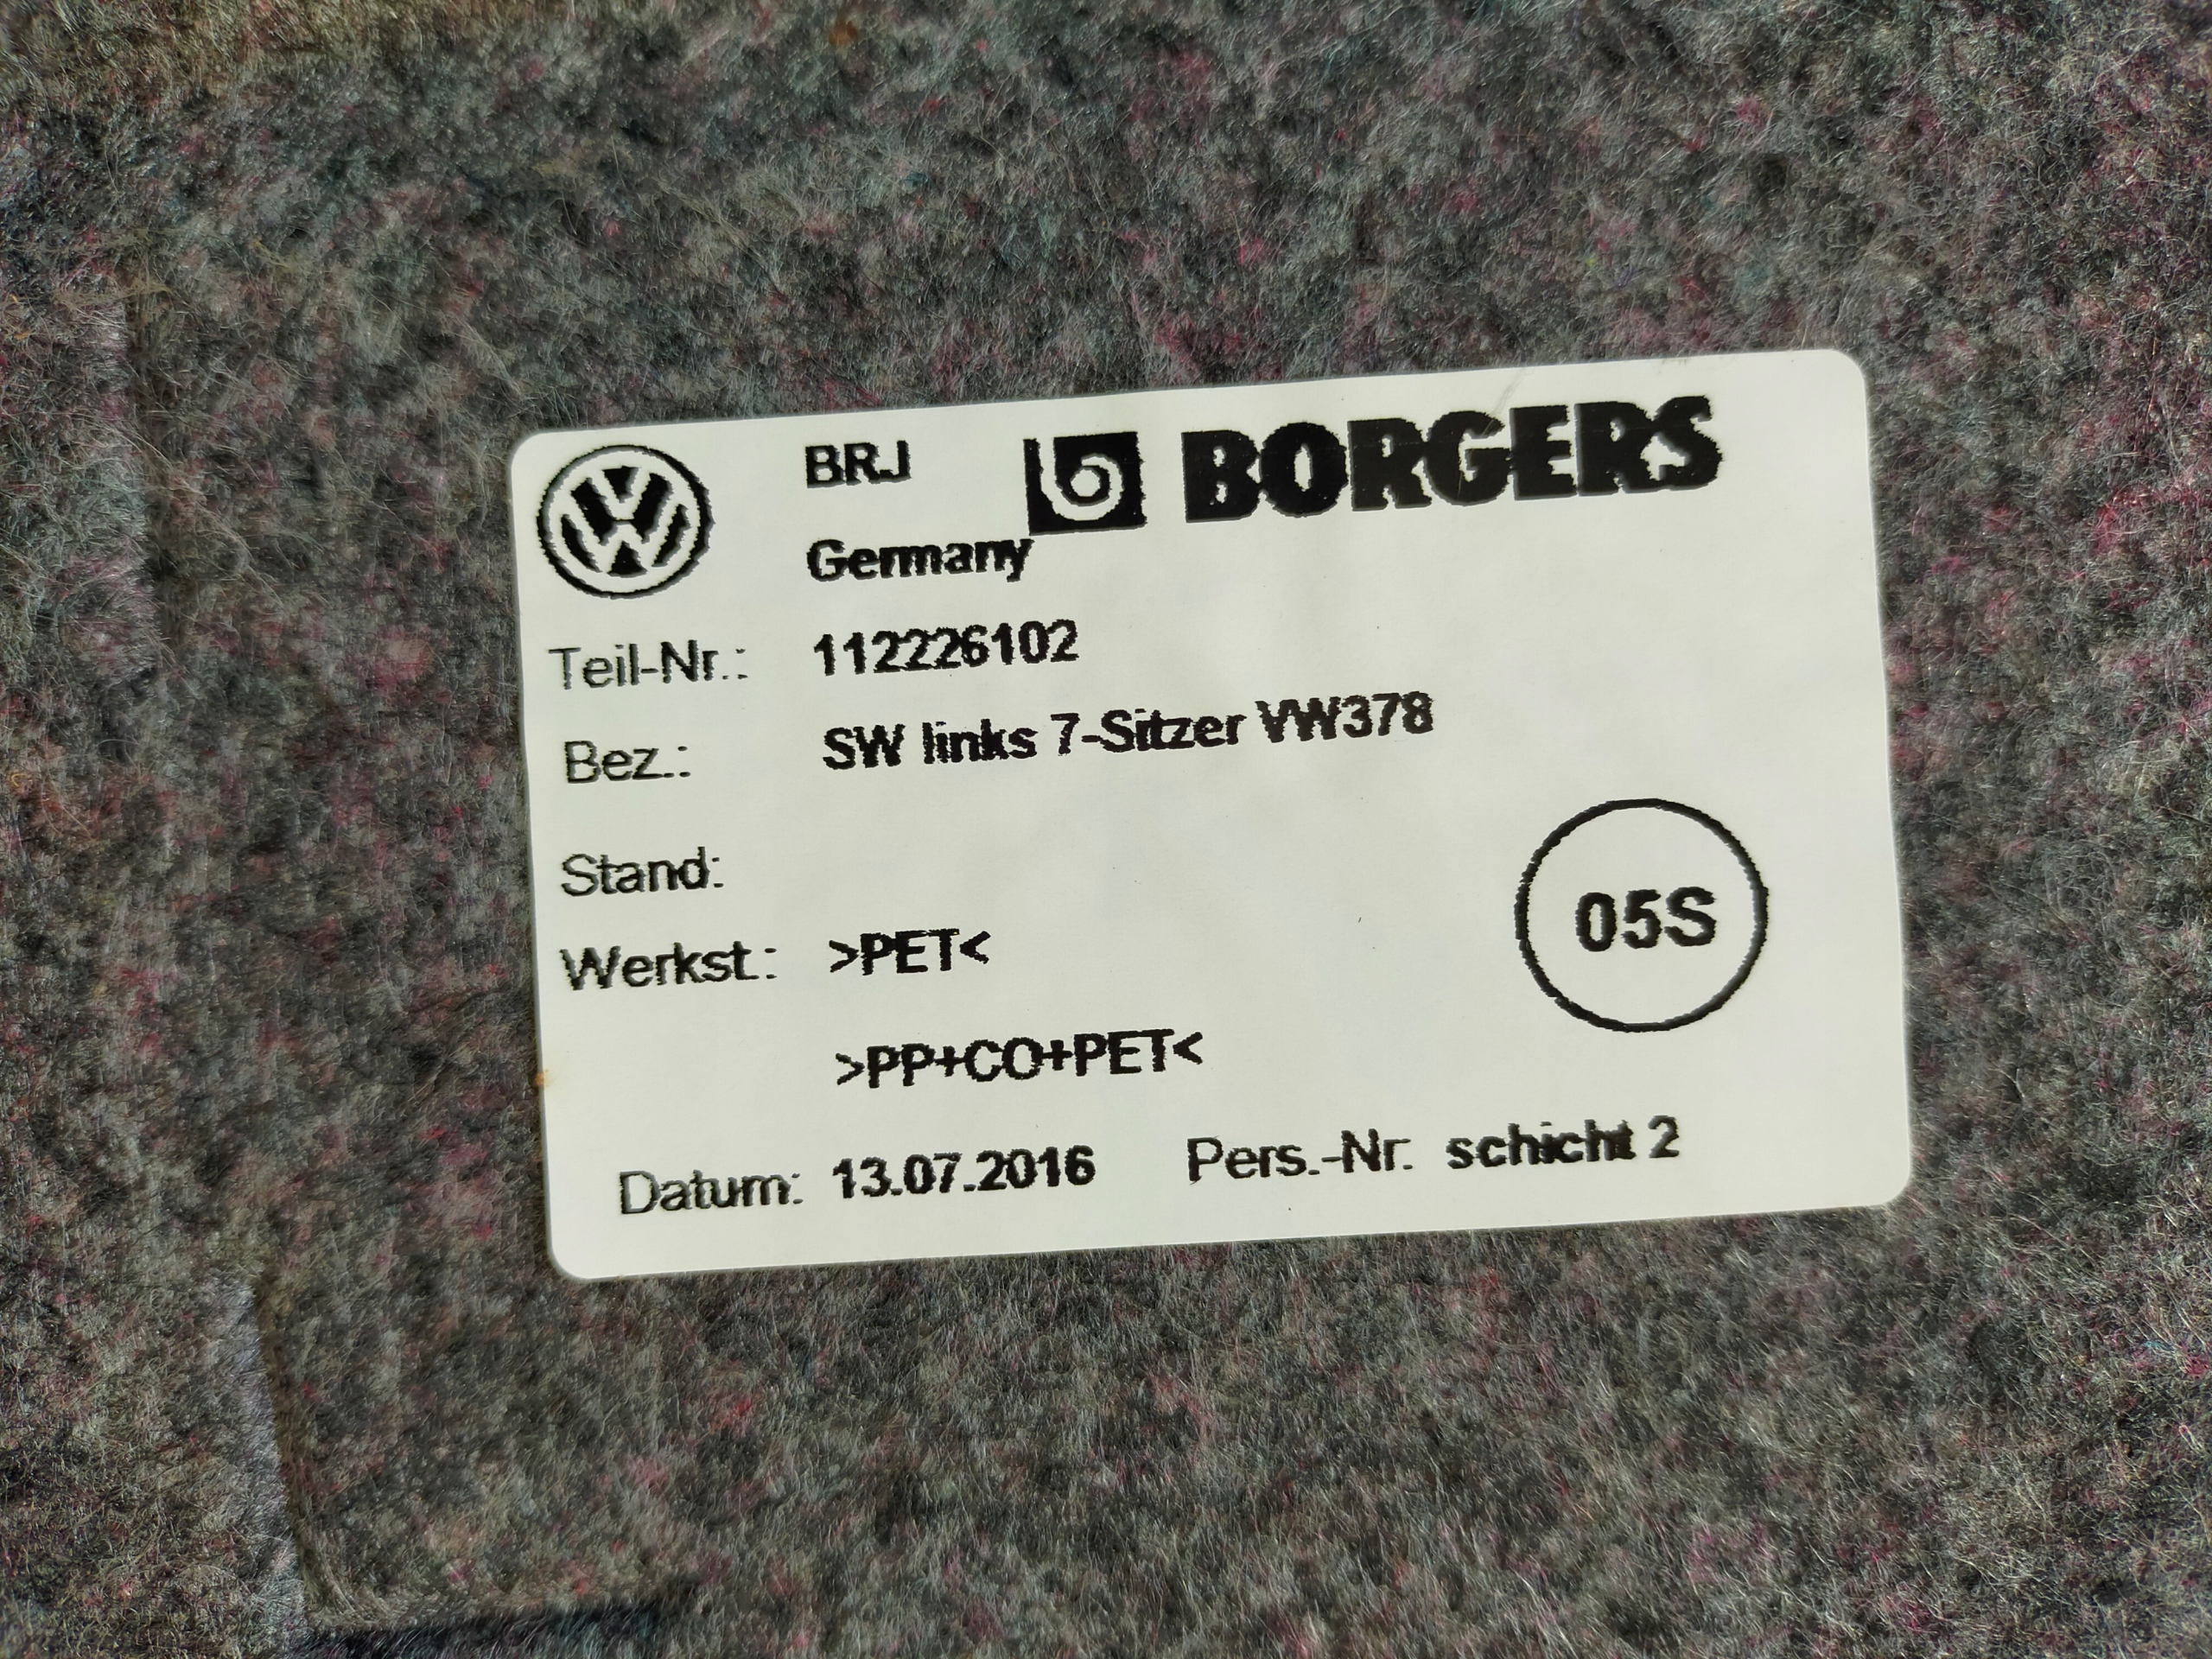 BRJ BORGERS
Germany
Teil-Nr.: 112226102
Bez.: SW links 7-Sitzer VW378
Stand:
05S
Werkst.: >PET<
>PP+CO+PET<
Datum: 13.07.2016 Pers.-Nr. schicht 2